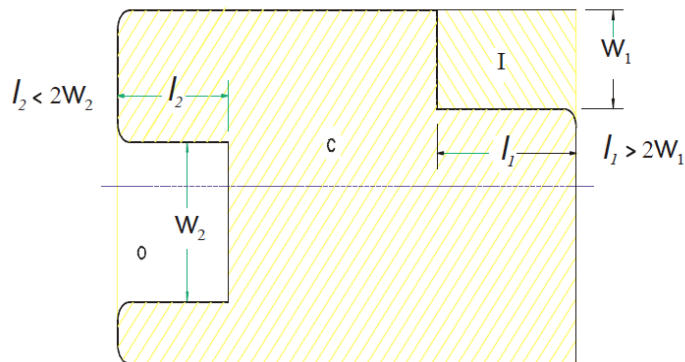 W₁
I
l₂ < 2W₂
l₂
C
l₁
l₁ > 2W₁
W₂
O